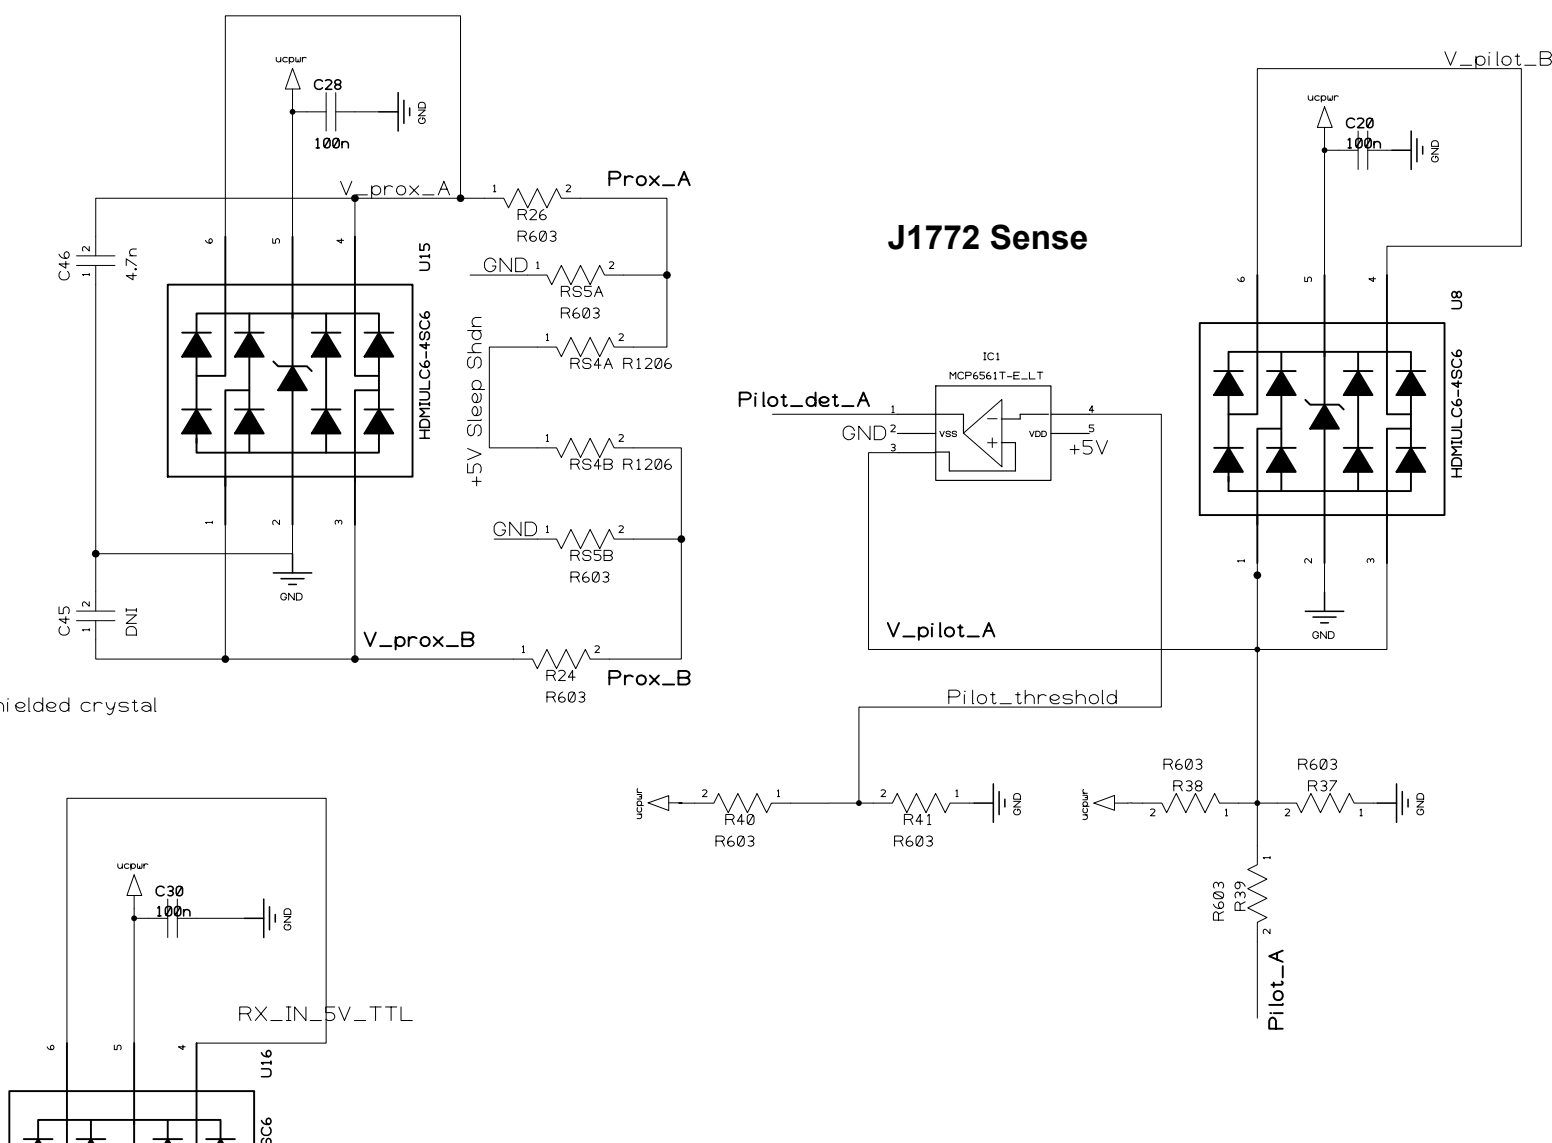 ucpwr
C28
100n
GND
V_prox_A
1
2
R26
R603
Prox_A
C46
2
1
4.7n
6
5
4
U15
HDMIULC6-4SC6
1
2
3
GND
GND 1
2
RS5A
R603
1
2
RS4A R1206
+5V Sleep Shdn
1
2
RS4B R1206
GND 1
2
RS5B
R603
C45
2
1
DNI
V_prox_B
1
2
R24
R603
Prox_B
J1772 Sense
V_pilot_B
ucpwr
C20
100n
GND
6
5
4
U8
HDMIULC6-4SC6
1
2
3
GND
IC1
MCP6561T-E_LT
Pilot_det_A
1
GND 2
3
VSS
VDD
4
5
+5V
V_pilot_A
Pilot_threshold
ucpwr
2
1
R40
R603
2
1
R41
R603
GND
ucpwr
R603
R38
2
1
R603
R37
2
1
GND
1
R603
R39
2
Pilot_A
hielded crystal
ucpwr
C30
100n
GND
RX_IN_5V_TTL
6
5
4
U16
SC6